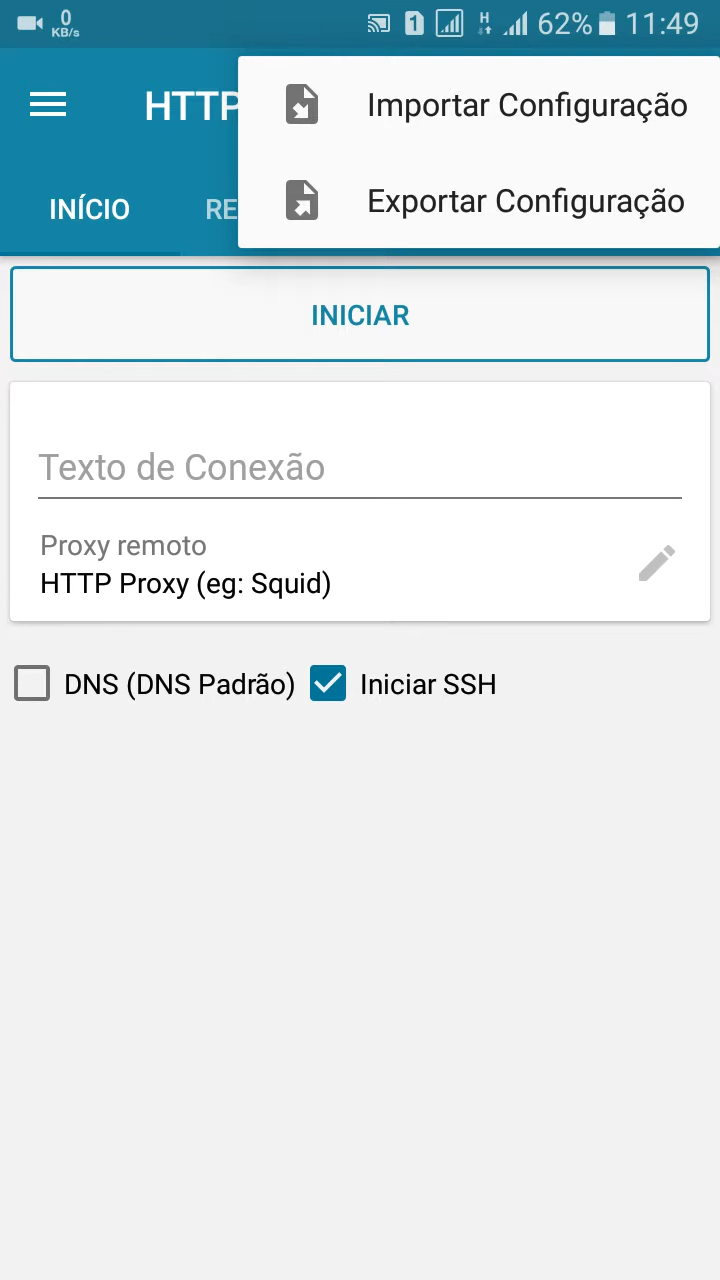 0
KB/s
1
H
62%
11:49
HTTP
Importar Configuração
Exportar Configuração
INÍCIO
RE
INICIAR
Texto de Conexão
Proxy remoto
HTTP Proxy (eg: Squid)
DNS (DNS Padrão)
Iniciar SSH